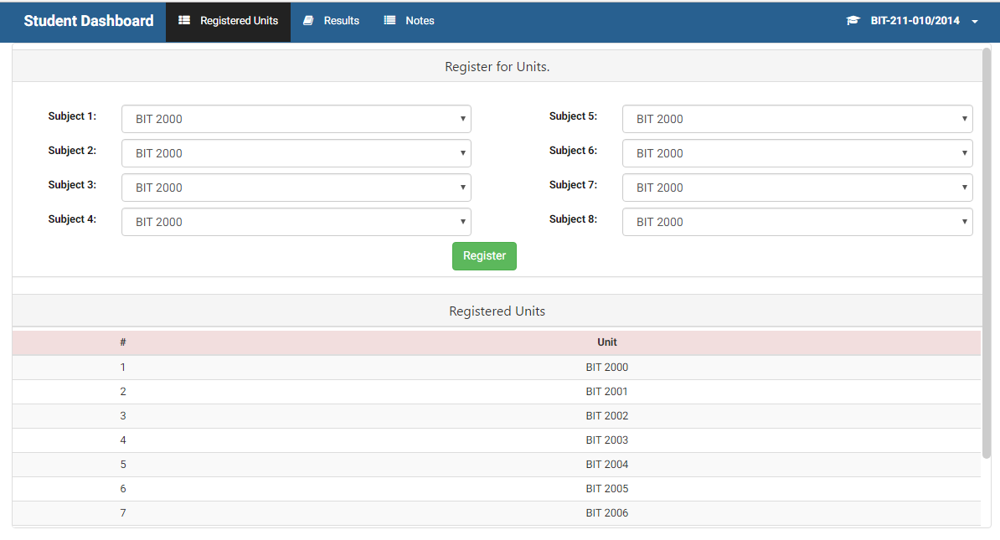 Student Dashboard Registered Units Results Notes BIT-211-010/2014
Register for Units.
Subject 1: BIT 2000 Subject 5: BIT 2000
Subject 2: BIT 2000 Subject 6: BIT 2000
Subject 3: BIT 2000 Subject 7: BIT 2000
Subject 4: BIT 2000 Subject 8: BIT 2000
Register
Registered Units
# Unit
1 BIT 2000
2 BIT 2001
3 BIT 2002
4 BIT 2003
5 BIT 2004
6 BIT 2005
7 BIT 2006